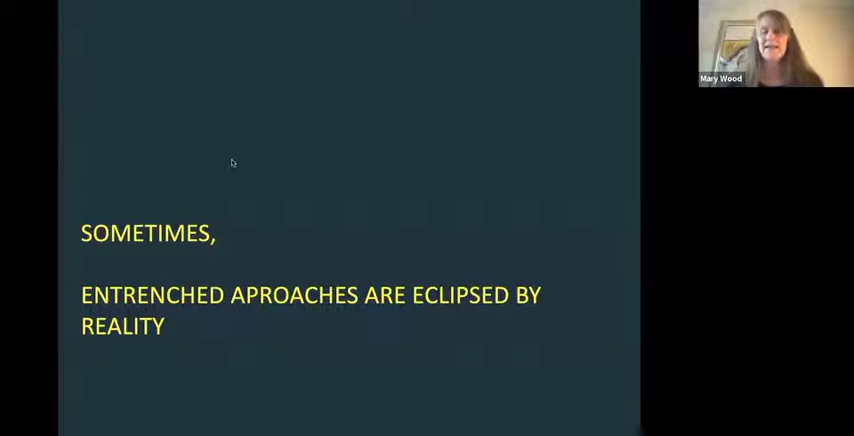 Mary Wood
SOMETIMES,
ENTRENCHED APROACHES ARE ECLIPSED BY
REALITY